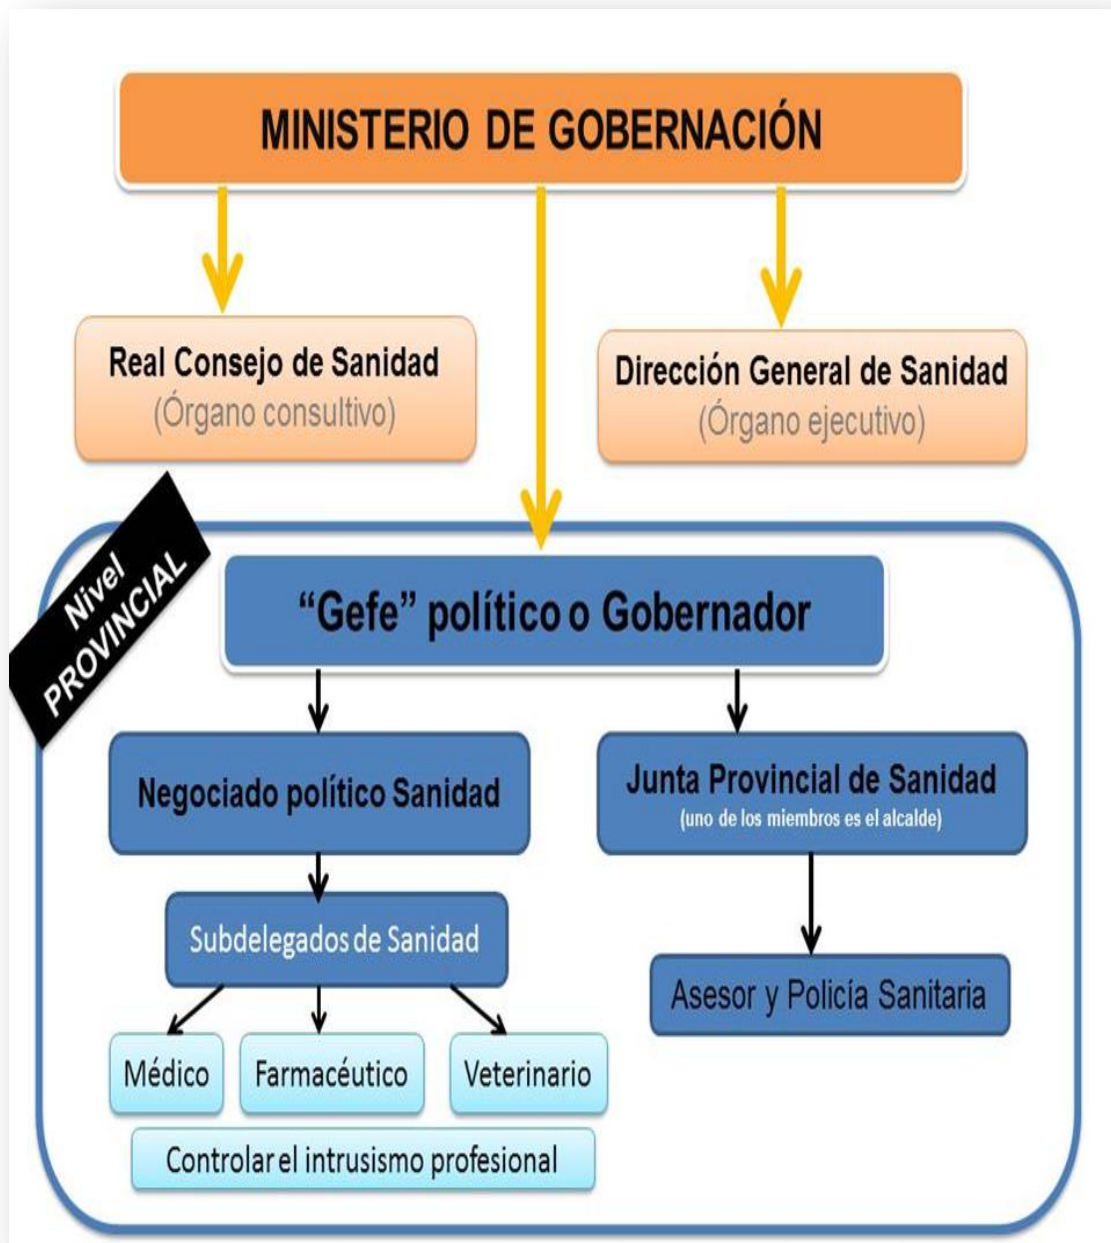 MINISTERIO DE GOBERNACIÓN
Real Consejo de Sanidad
(Órgano consultivo)
Dirección General de Sanidad
(Órgano ejecutivo)
Nivel
PROVINCIAL
“Gefe” político o Gobernador
Negociado político Sanidad
Junta Provincial de Sanidad
(uno de los miembros es el alcalde)
Subdelegados de Sanidad
Asesor y Policía Sanitaria
Médico
Farmacéutico
Veterinario
Controlar el intrusismo profesional